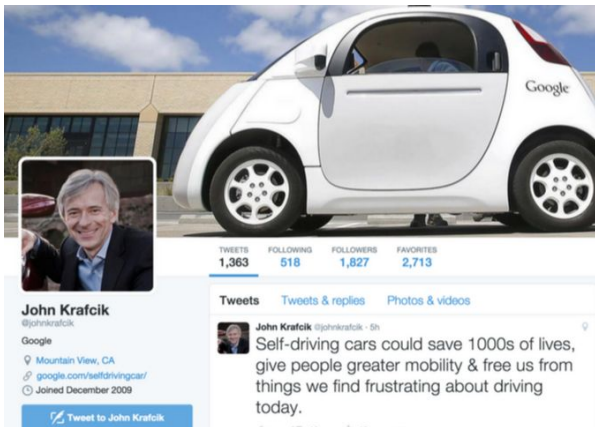 Google
TWEETS FOLLOWING FOLLOWERS FAVORITES
1,363 518 1,827 2,713
John Krafcik
@johnkrafcik
Google
Mountain View, CA
google.com/selfdrivingcar/
Joined December 2009
Tweet to John Krafcik
Tweets Tweets & replies Photos & videos
John Krafcik @johnkrafcik · 5h
Self-driving cars could save 1000s of lives,
give people greater mobility & free us from
things we find frustrating about driving
today.